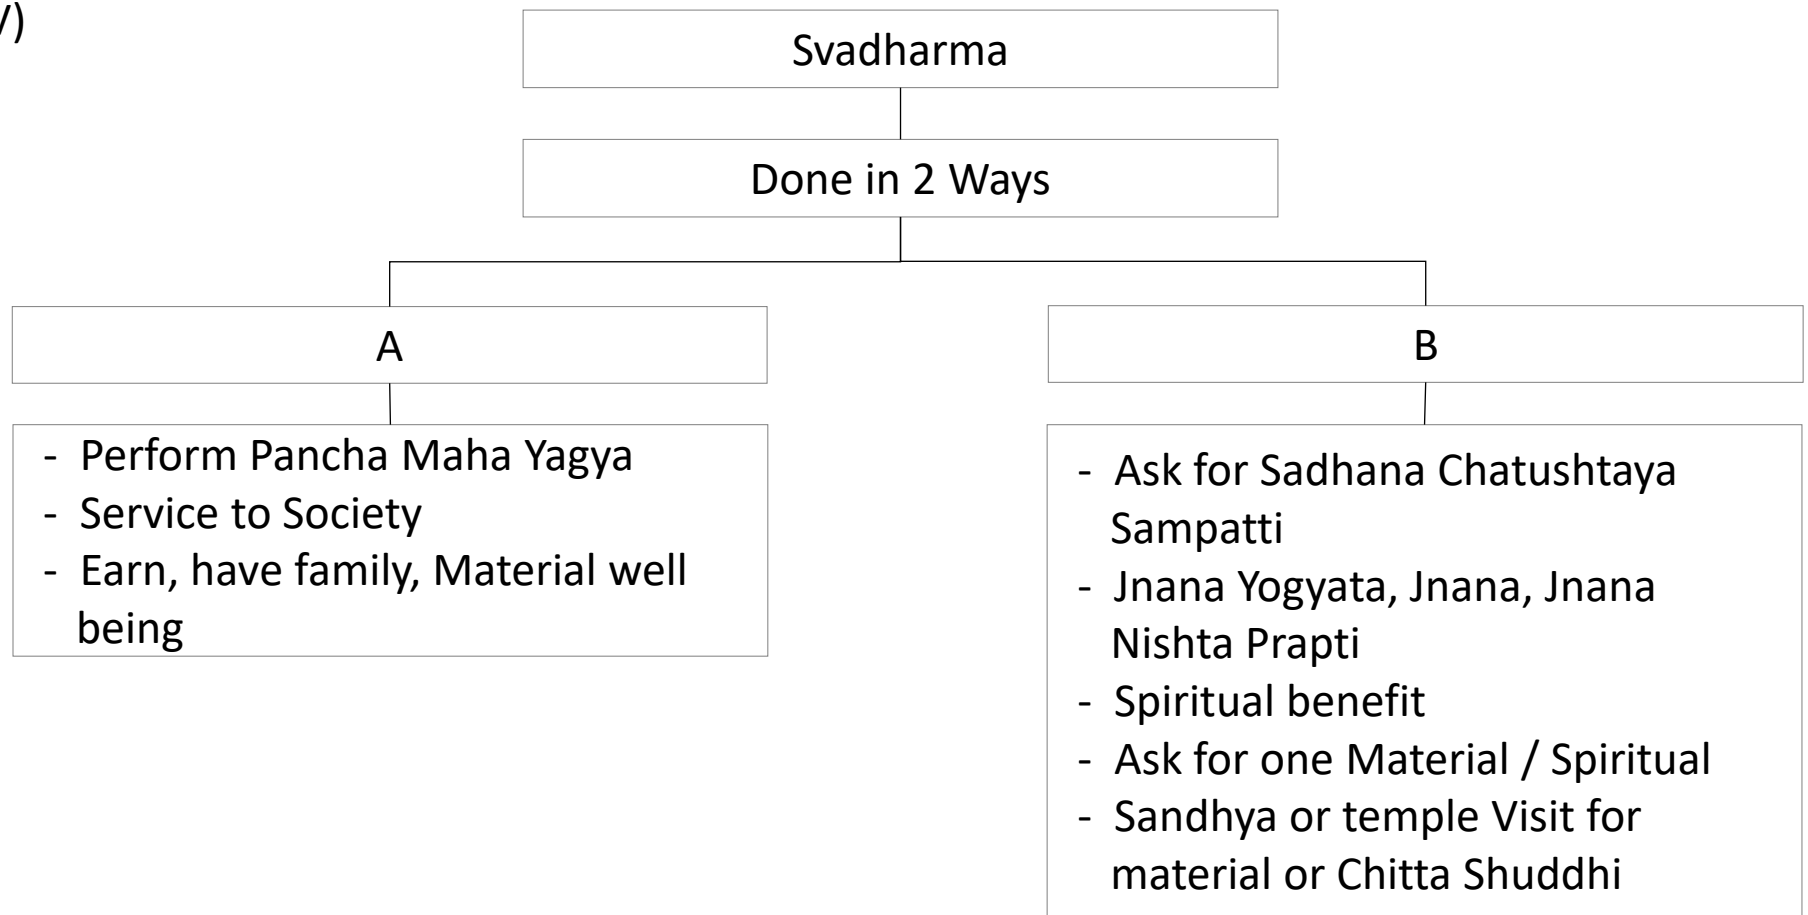 Svadharma
Done in 2 Ways
A
B
- Perform Pancha Maha Yagya
- Service to Society
- Earn, have family, Material well
being
- Ask for Sadhana Chatushtaya
Sampatti
- Jnana Yogyata, Jnana, Jnana
Nishta Prapti
- Spiritual benefit
- Ask for one Material / Spiritual
- Sandhya or temple Visit for
material or Chitta Shuddhi